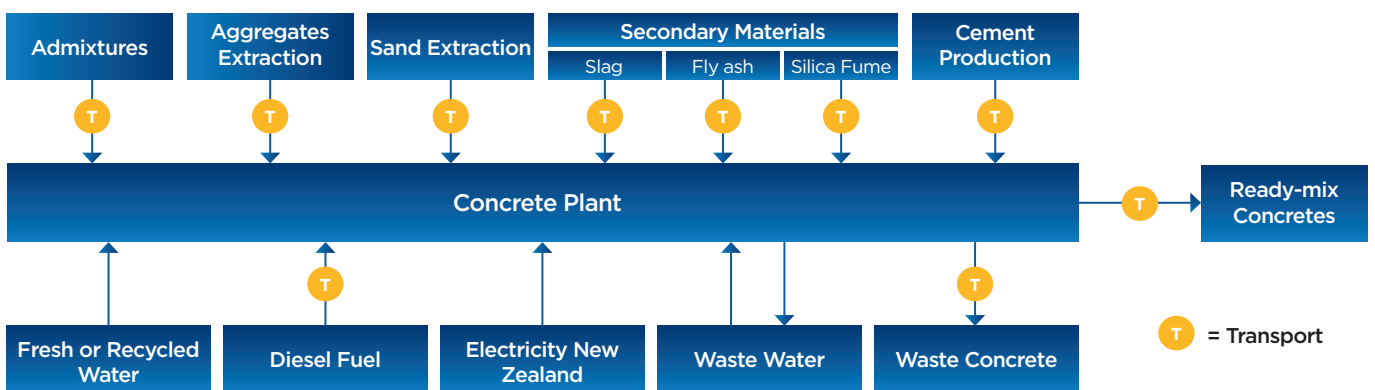 Admixtures
Aggregates
Extraction
Sand Extraction
Secondary Materials
Slag
Fly ash
Silica Fume
Cement
Production
T
T
T
T
T
T
T
Concrete Plant
T
Ready-mix
Concretes
T
T
Fresh or Recycled
Water
Diesel Fuel
Electricity New
Zealand
Waste Water
Waste Concrete
T = Transport